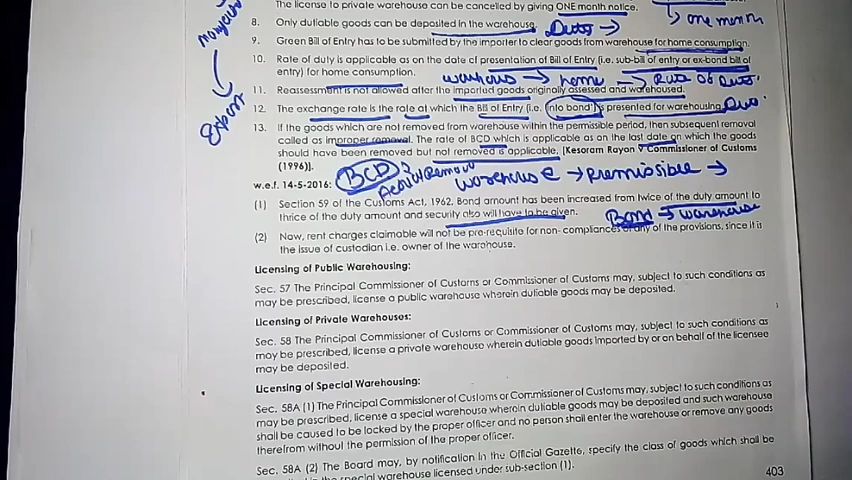 The license to private warehouse can be cancelled by giving ONE month notice.
one month
8. Only dutiable goods can be deposited in the warehouse. Duty →
9. Green Bill of Entry has to be submitted by the importer to clear goods from warehouse for home consumption.
10. Rate of duty is applicable as on the date of presentation of Bill of Entry (i.e. sub-bill of entry or ex-bond bill of
entry) for home consumption.
→ home → Rate of Duty
11. Reassessment is not allowed after the imported goods originally assessed and warehoused.
12. The exchange rate is the rate at which the Bill of Entry (i.e. 'into bond') is presented for warehousing.
Export
13. If the goods which are not removed from warehouse within the permissible period, then subsequent removal
called as improper removal. The rate of BCD which is applicable as on the last date on which the goods
should have been removed but not removed is applicable. [Kesoram Rayon v Commissioner of Customs
(1996)].
BCD
warehouse → premissible →
w.e.f. 14-5-2016:
(1) Section 59 of the Customs Act, 1962, Bond amount has been increased from twice of the duty amount to
thrice of the duty amount and security also will have to be given.
Bond → warehouse
(2) Now, rent charges claimable will not be pre-requisite for non- compliances of any of the provisions, since it is
the issue of custodian i.e. owner of the warehouse.
Licensing of Public Warehousing:
Sec. 57 The Principal Commissioner of Customs or Commissioner of Customs may, subject to such conditions as
may be prescribed, license a public warehouse wherein dutiable goods may be deposited.
Licensing of Private Warehouses:
Sec. 58 The Principal Commissioner of Customs or Commissioner of Customs may, subject to such conditions as
may be prescribed, license a private warehouse wherein dutiable goods imported by or on behalf of the licensee
may be deposited.
Licensing of Special Warehousing:
Sec. 58A (1) The Principal Commissioner of Customs or Commissioner of Customs may, subject to such conditions as
may be prescribed, license a special warehouse wherein dutiable goods may be deposited and such warehouse
shall be caused to be locked by the proper officer and no person shall enter the warehouse or remove any goods
therefrom without the permission of the proper officer.
Sec. 58A (2) The Board may, by notification in the Official Gazette, specify the class of goods which shall be
special warehouse licensed under sub-section (1).
403